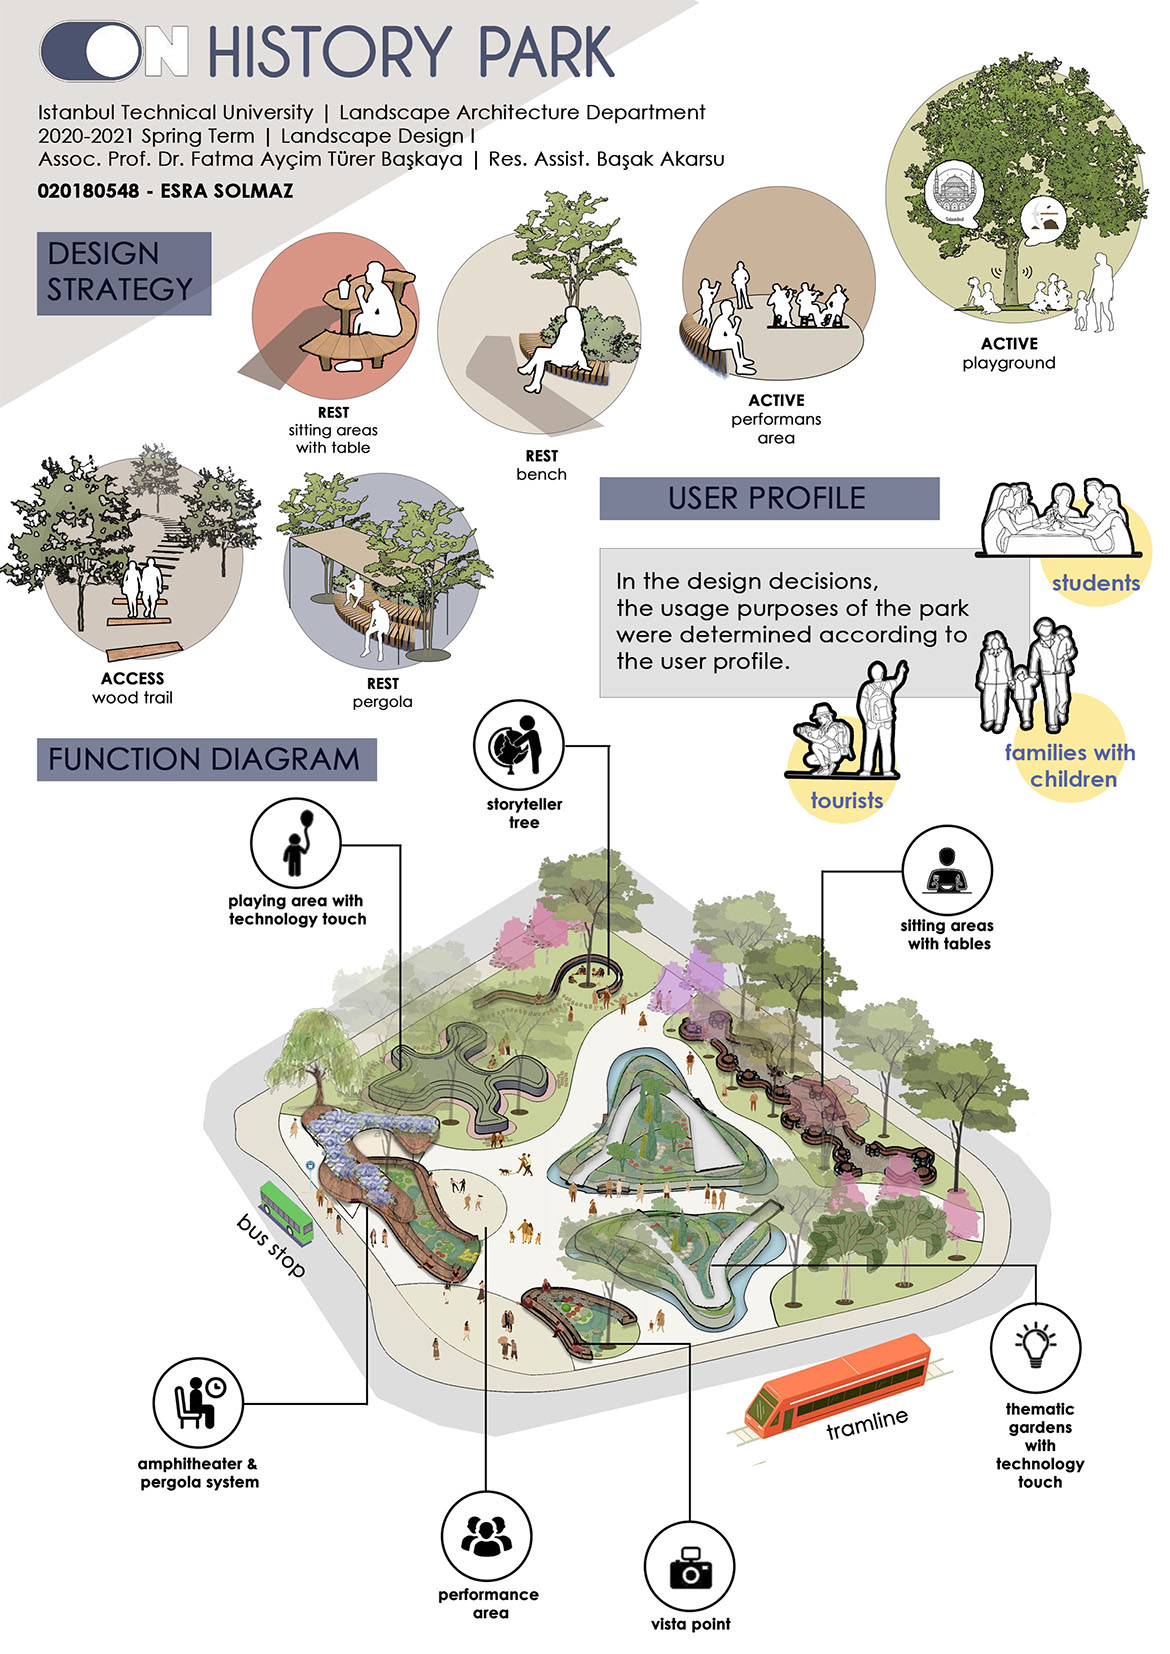 ON HISTORY PARK
Istanbul Technical University | Landscape Architecture Department
2020-2021 Spring Term | Landscape Design I
Assoc. Prof. Dr. Fatma Ayçim Türer Başkaya | Res. Assist. Başak Akarsu
020180548 - ESRA SOLMAZ
DESIGN
STRATEGY
REST
sitting areas
with table
REST
bench
ACTIVE
performans
area
Istanbul
ACTIVE
playground
ACCESS
wood trail
REST
pergola
USER PROFILE
In the design decisions,
the usage purposes of the park
were determined according to
the user profile.
students
families with
children
tourists
FUNCTION DIAGRAM
storyteller
tree
playing area with
technology touch
sitting areas
with tables
bus stop
tramline
thematic
gardens
with
technology
touch
amphitheater &
pergola system
performance
area
vista point